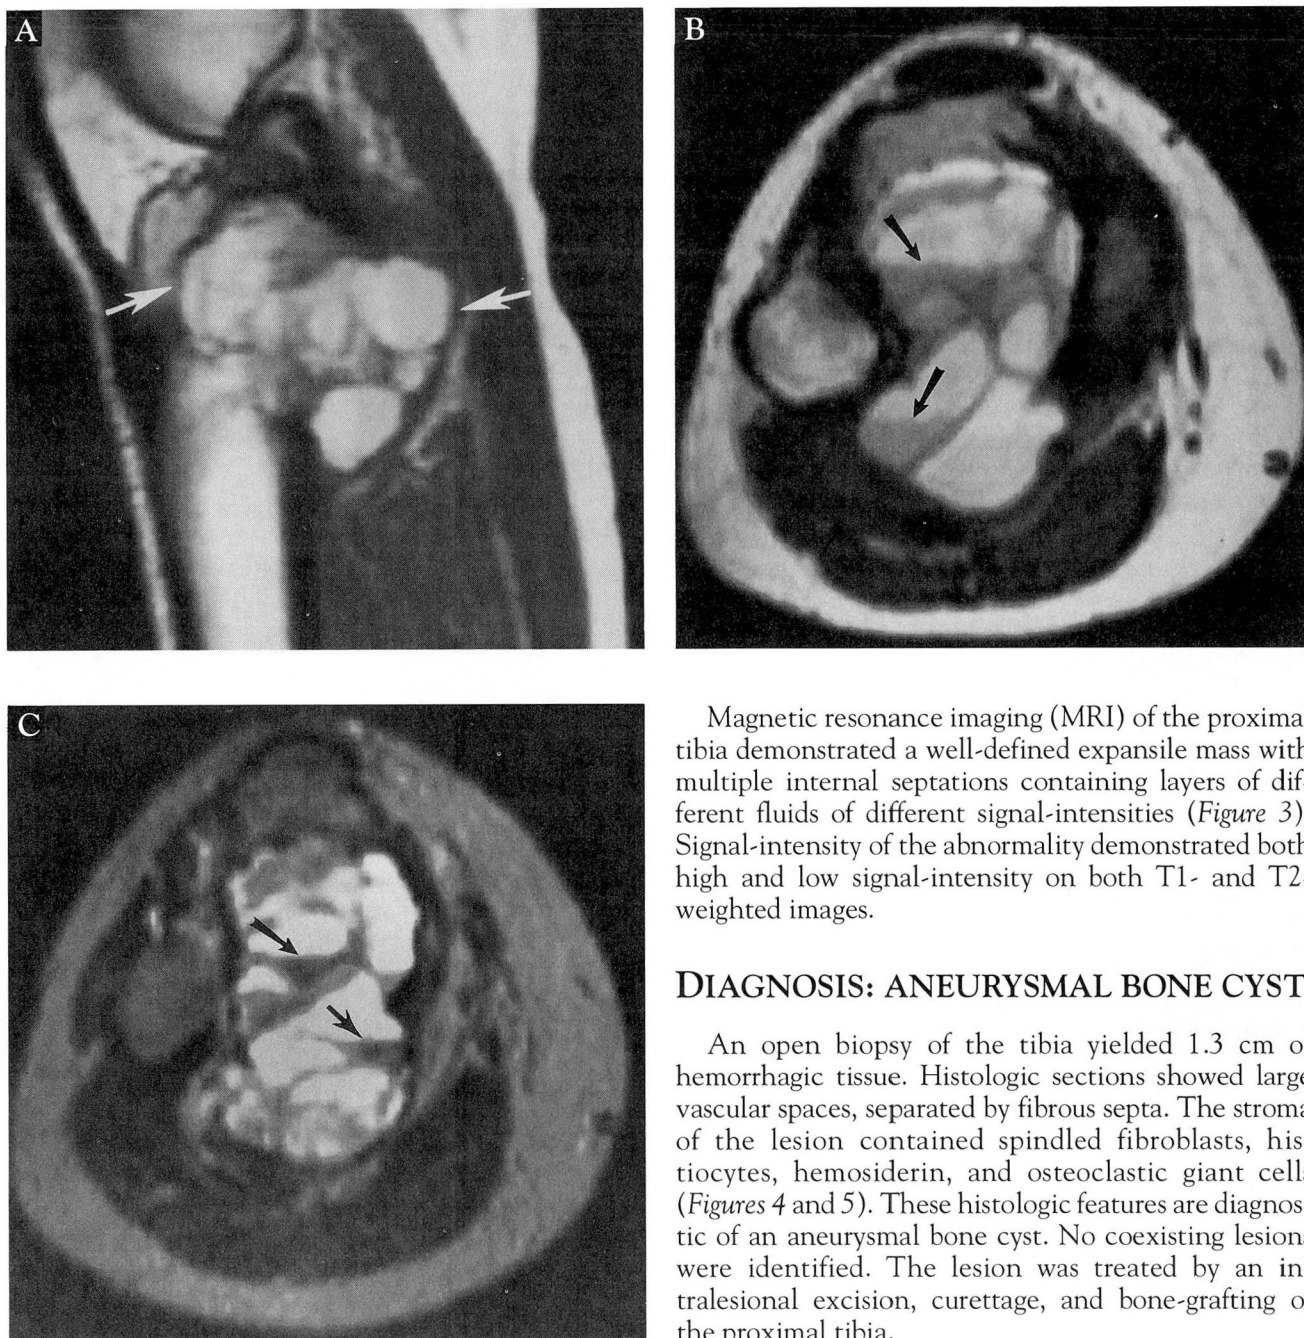 A
B
C
Magnetic resonance imaging (MRI) of the proxima
tibia demonstrated a well-defined expansile mass with
multiple internal septations containing layers of dif-
ferent fluids of different signal-intensities (Figure 3)
Signal-intensity of the abnormality demonstrated both
high and low signal-intensity on both T1- and T2-
weighted images.
DIAGNOSIS: ANEURYSMAL BONE CYST
An open biopsy of the tibia yielded 1.3 cm o
hemorrhagic tissue. Histologic sections showed large
vascular spaces, separated by fibrous septa. The stroma
of the lesion contained spindled fibroblasts, his-
tiocytes, hemosiderin, and osteoclastic giant cells
(Figures 4 and 5). These histologic features are diagnos-
tic of an aneurysmal bone cyst. No coexisting lesions
were identified. The lesion was treated by an in-
tralesional excision, curettage, and bone-grafting o
the proximal tibia.